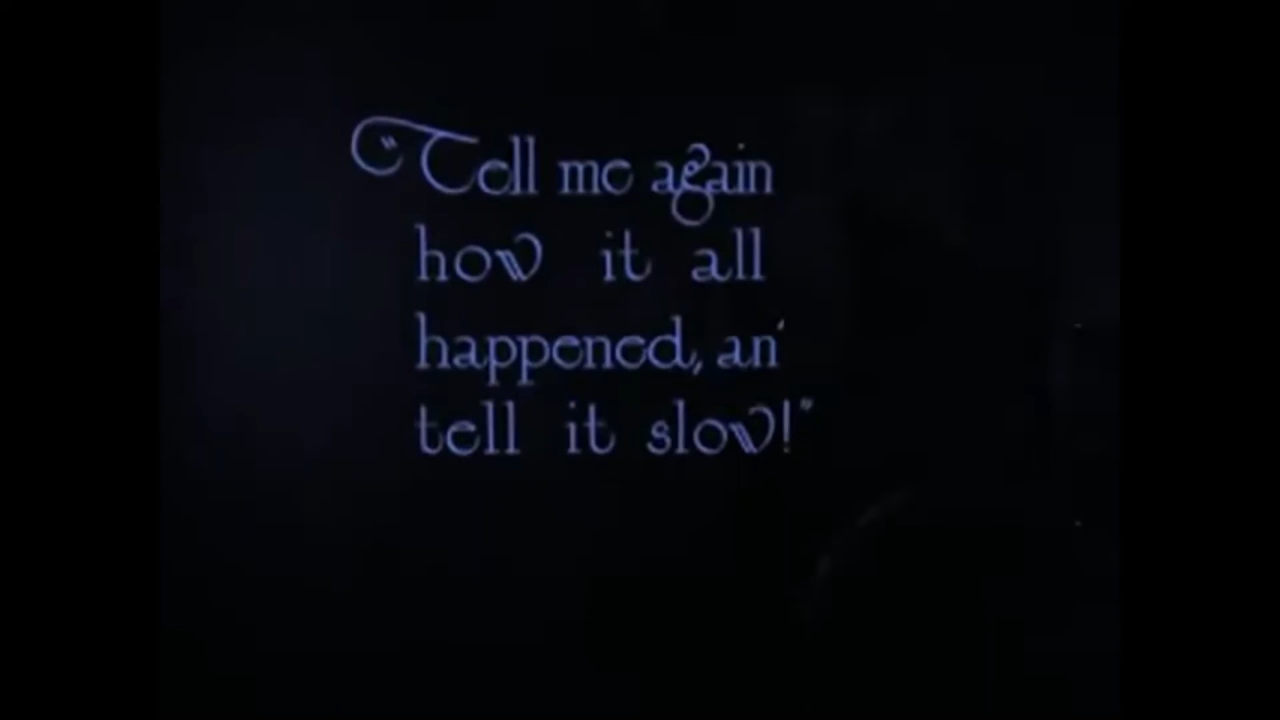 "Tell me again
how it all
happened, an'
tell it slow!"